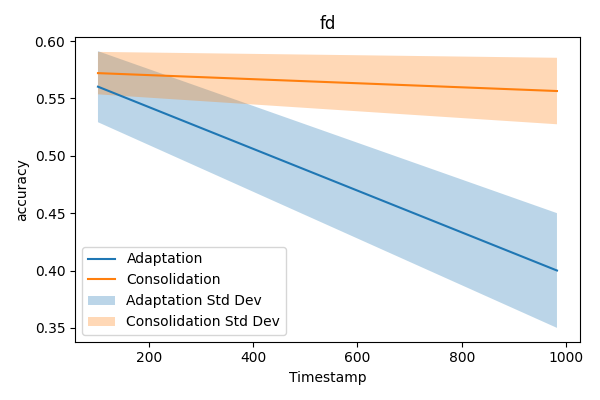 fd
accuracy
0.60
0.55
0.50
0.45
0.40
0.35
Adaptation
Consolidation
Adaptation Std Dev
Consolidation Std Dev
200
400
600
800
1000
Timestamp